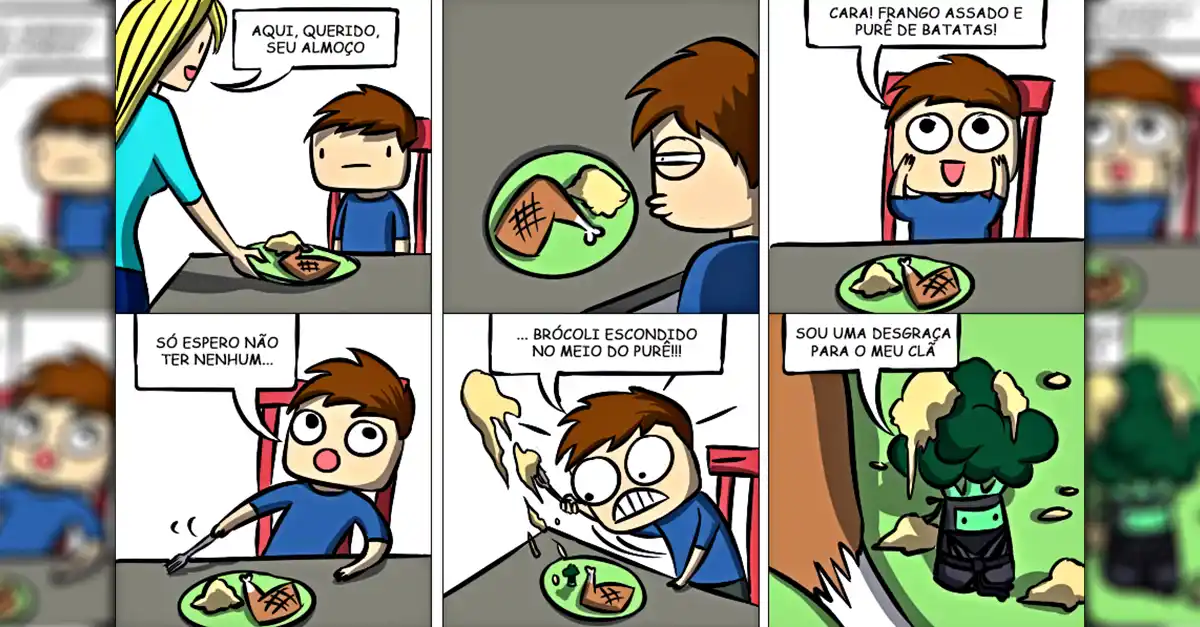 AQUI, QUERIDO,
SEU ALMOÇO
CARA! FRANGO ASSADO E
PURÊ DE BATATAS!
SÓ ESPERO NÃO
TER NENHUM...
... BRÓCOLI ESCONDIDO
NO MEIO DO PURÊ!!!
SOU UMA DESGRAÇA
PARA O MEU CLÃ